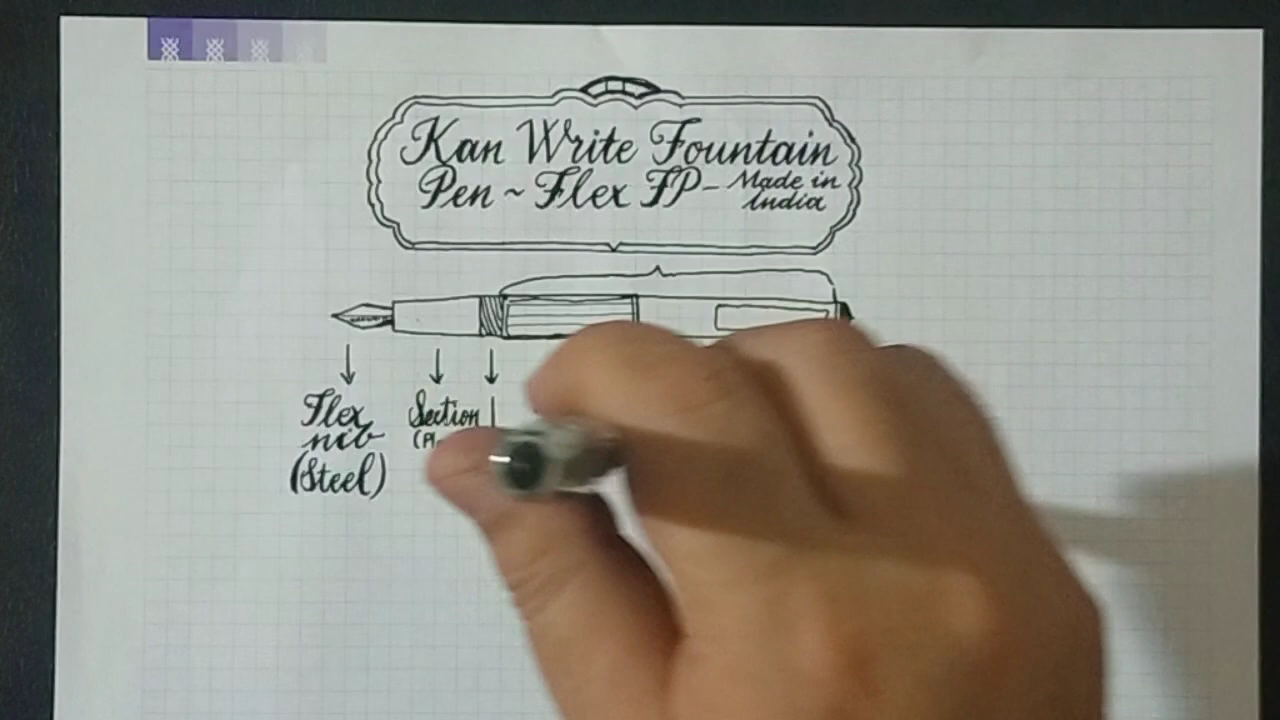 Kan Write Fountain
Pen ~ Flex FP – Made in
India
Flex
nib
(Steel)
Section